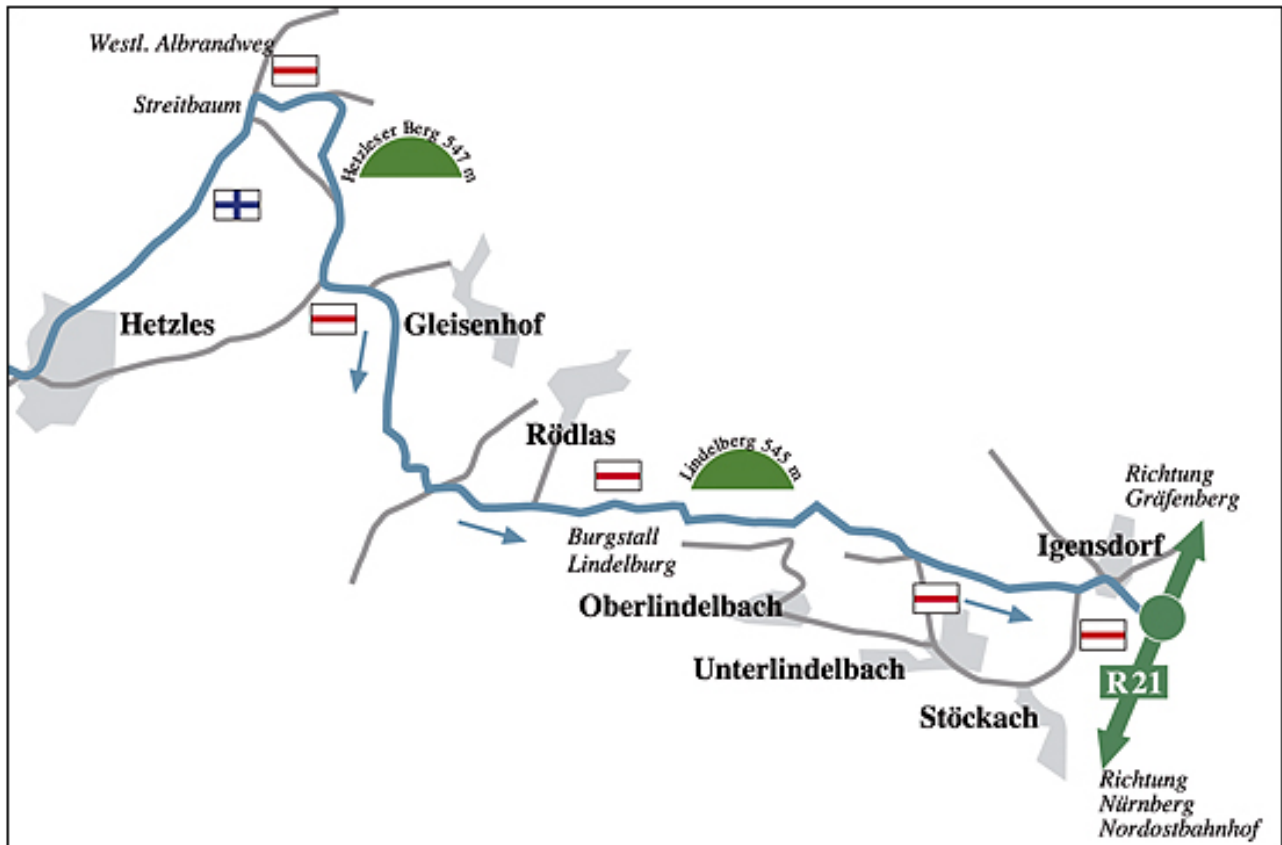 Westl. Albrandweg
Streitbaum
Hetzleser Berg 547 m
Hetzles
Gleisenhof
Rödlas
Lindelberg 545 m
Richtung
Gräfenberg
Burgstall
Lindelburg
Igensdorf
Oberlindelbach
Unterlindelbach
R 21
Stöckach
Richtung
Nürnberg
Nordostbahnhof